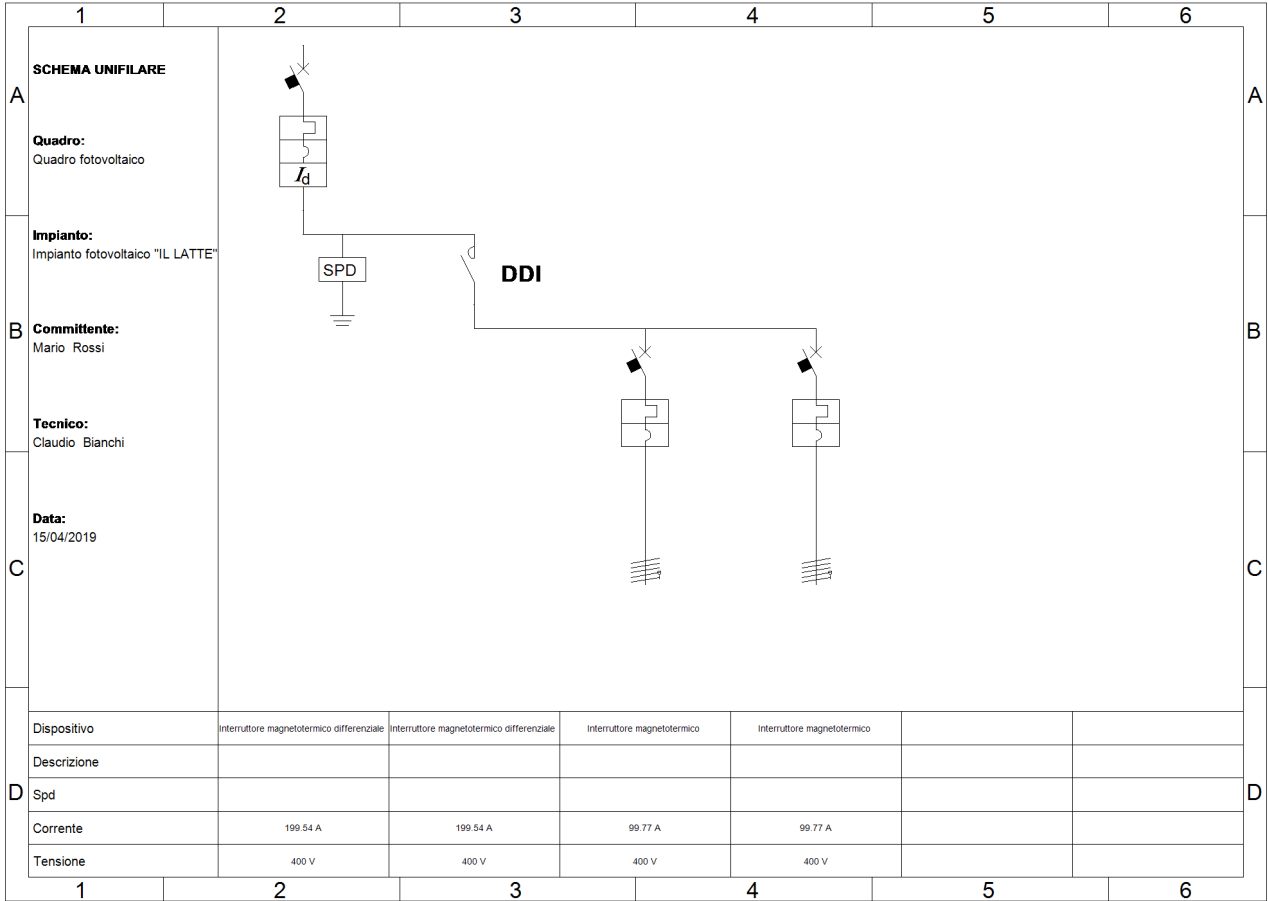 1 2 3 4 5 6
A A
SCHEMA UNIFILARE
Quadro:
Quadro fotovoltaico
Id
Impianto:
Impianto fotovoltaico "IL LATTE"
SPD
DDI
B B
Committente:
Mario Rossi
Tecnico:
Claudio Bianchi
Data:
15/04/2019
C C
Dispositivo Interruttore magnetotermico differenziale Interruttore magnetotermico differenziale Interruttore magnetotermico Interruttore magnetotermico
Descrizione
D Spd D
Corrente 199.54 A 199.54 A 99.77 A 99.77 A
Tensione 400 V 400 V 400 V 400 V
1 2 3 4 5 6